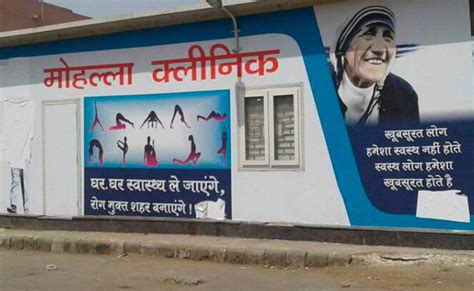 मोहल्ला क्लीनिक
घर घर स्वास्थ्य ले जाएंगे,
रोग मुक्त शहर बनाएंगे!
खूबसूरत लोग
हमेशा स्वस्थ नहीं होते
स्वस्थ लोग हमेशा
खूबसूरत होते है